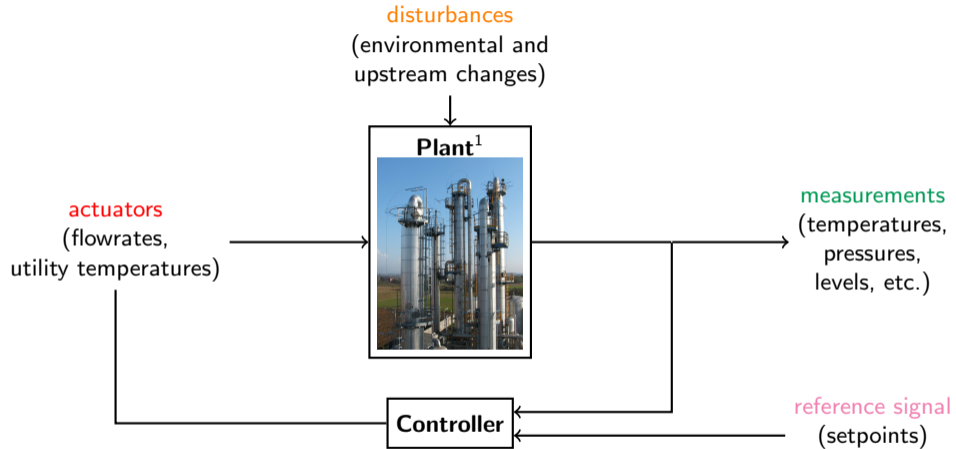 disturbances
(environmental and
upstream changes)
Plant¹
actuators
(flowrates,
utility temperatures)
measurements
(temperatures,
pressures,
levels, etc.)
Controller
reference signal
(setpoints)